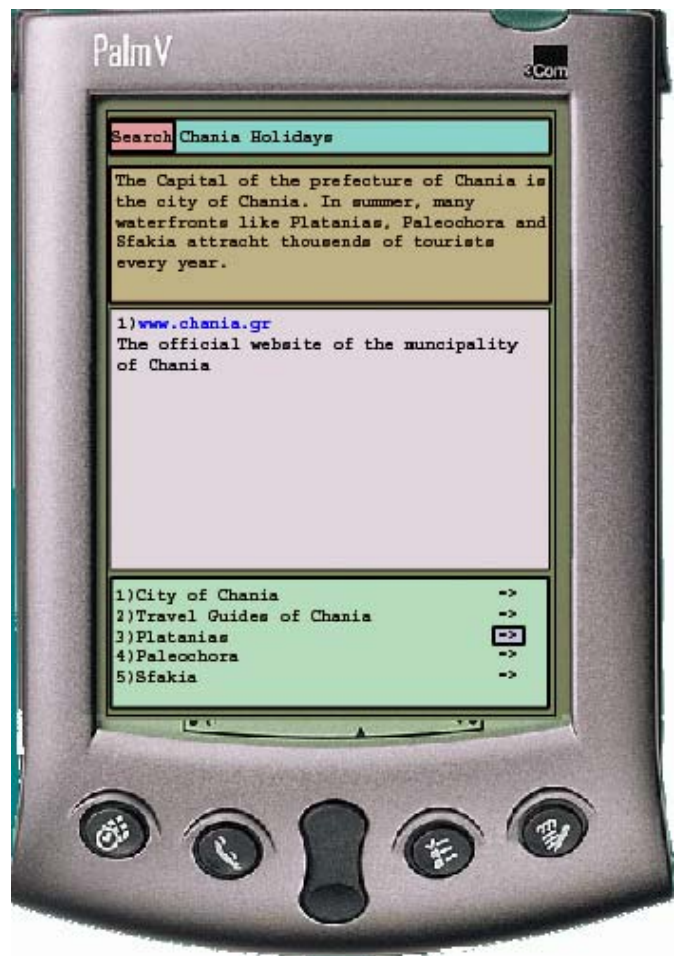 PalmV
3Com
Search Chania Holidays
The Capital of the prefecture of Chania is
the city of Chania. In summer, many
waterfronts like Platanias, Paleochora and
Sfakia attracht thousends of tourists
every year.
1)www.chania.gr
The official website of the muncipality
of Chania
1)City of Chania ->
2)Travel Guides of Chania ->
3)Platanias ->
4)Paleochora ->
5)Sfakia ->